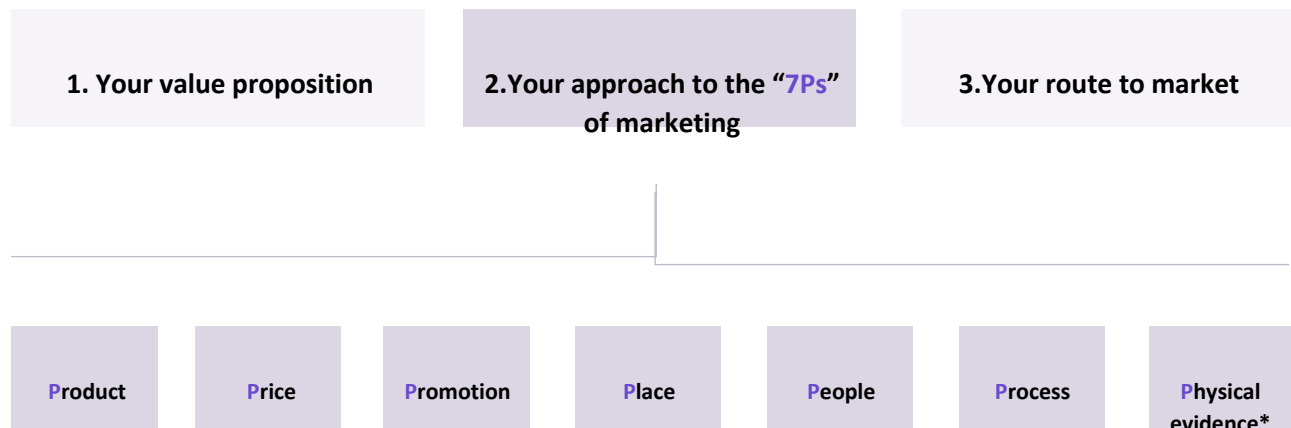 1. Your value proposition
2.Your approach to the “7Ps”
of marketing
3.Your route to market
Product
Price
Promotion
Place
People
Process
Physical
evidence*